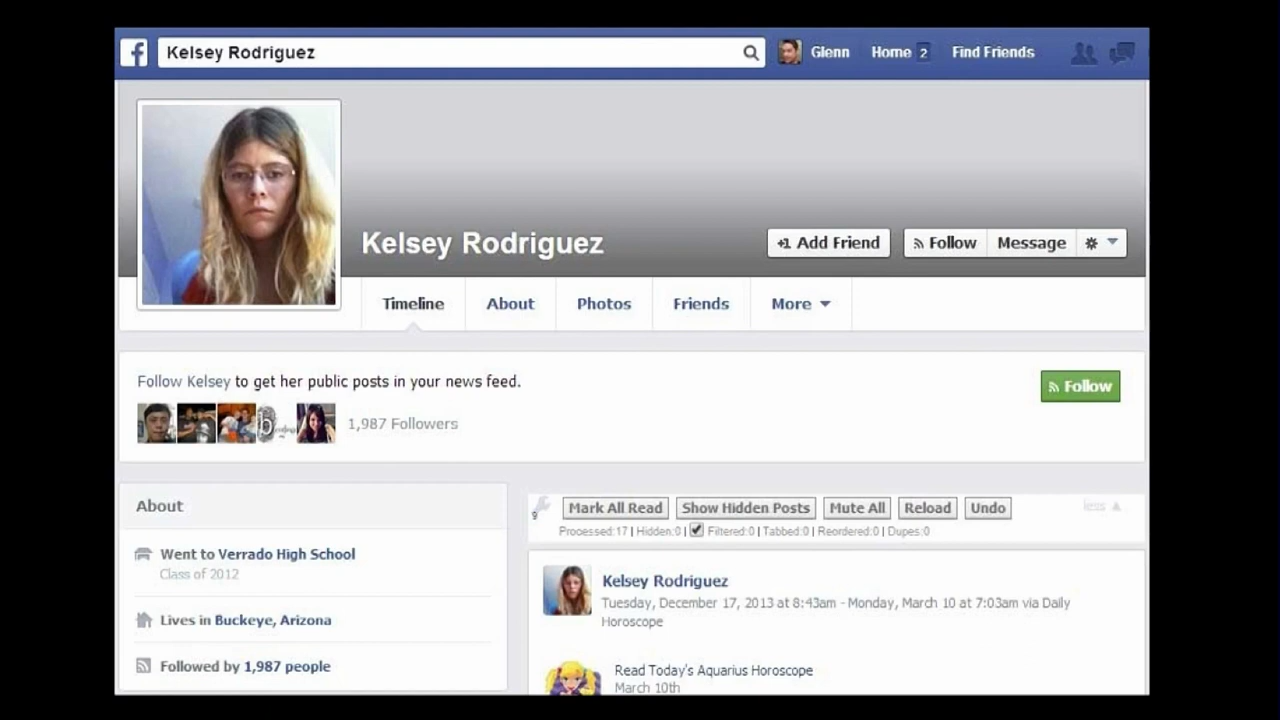 Kelsey Rodriguez
Glenn
Home 2
Find Friends
Kelsey Rodriguez
+1 Add Friend
Follow
Message
Timeline
About
Photos
Friends
More
Follow Kelsey to get her public posts in your news feed.
Follow
1,987 Followers
About
Went to Verrado High School
Class of 2012
Lives in Buckeye, Arizona
Followed by 1,987 people
9
Mark All Read
Show Hidden Posts
Mute All
Reload
Undo
less
Processed:17 | Hidden:0 | Filtered:0 | Tabbed:0 | Reordered:0 | Dupes:0
Kelsey Rodriguez
Tuesday, December 17, 2013 at 8:43am - Monday, March 10 at 7:03am via Daily
Horoscope
Read Today's Aquarius Horoscope
March 10th